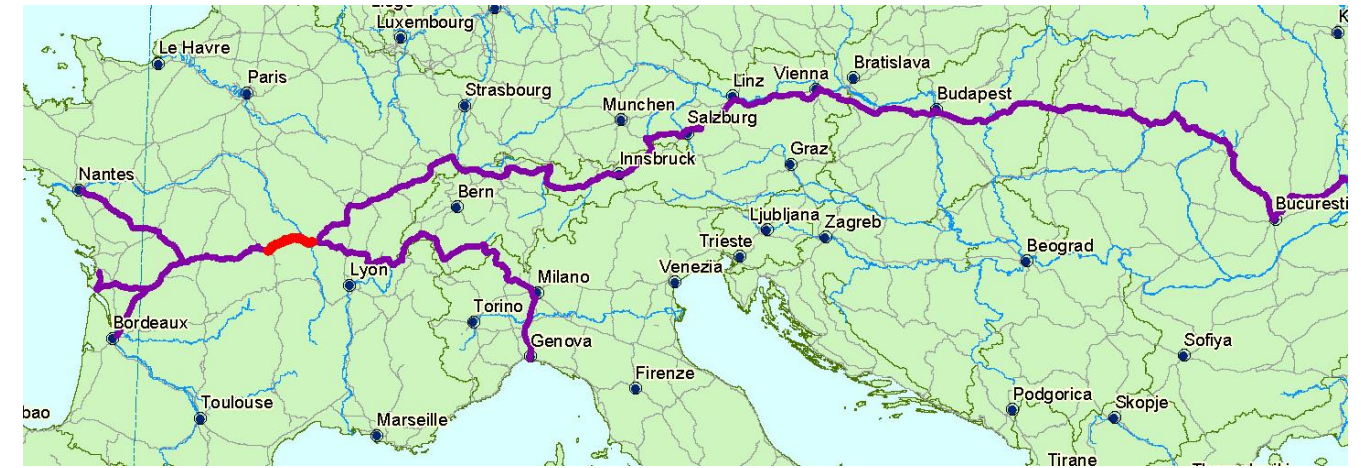 Liege
Luxembourg
K
Le Havre
Paris
Strasbourg
Munchen
Linz
Vienna
Bratislava
Budapest
Salzburg
Innsbruck
Graz
Nantes
Bern
Bucuresti
Ljubljana
Zagreb
Trieste
Beograd
Lyon
Milano
Venezia
Torino
Bordeaux
Genova
Sofiya
Firenze
Podgorica
Skopje
Toulouse
Marseille
bao
Tirane